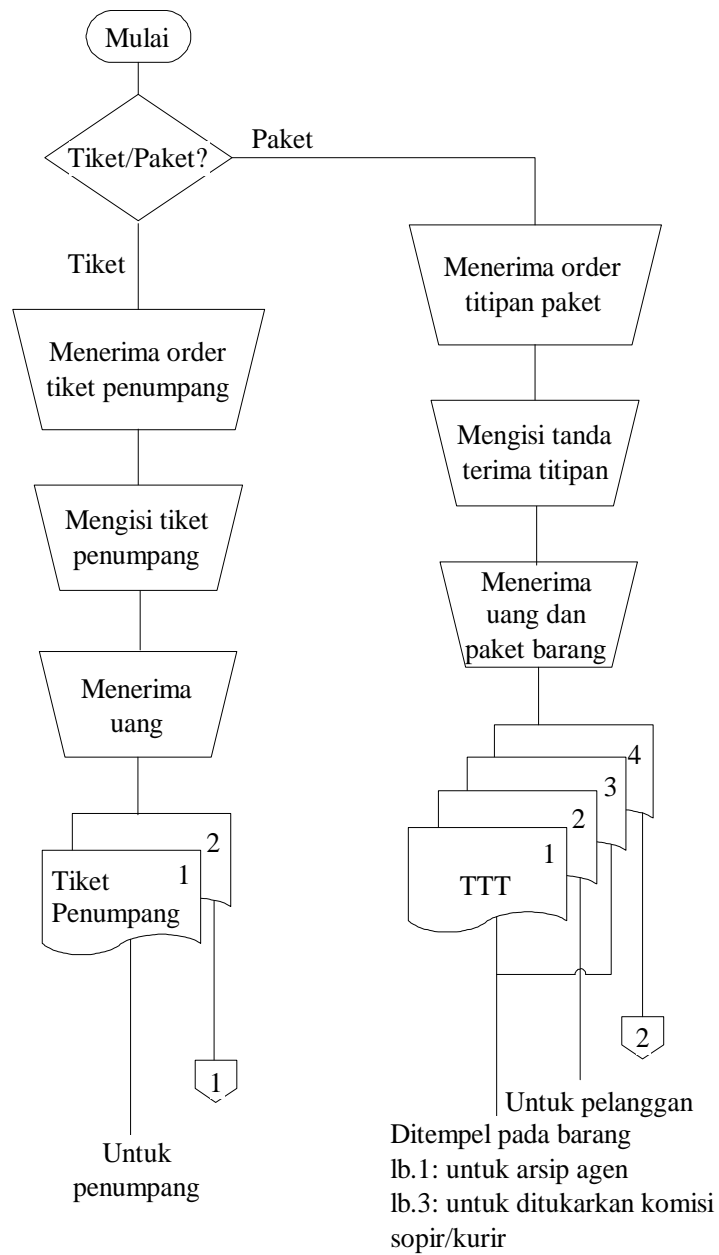 Mulai
Tiket/Paket?
Paket
Tiket
Menerima order
tiket penumpang
Mengisi tiket
penumpang
Menerima
uang
2
1
Tiket
Penumpang
1
Untuk
penumpang
Menerima order
titipan paket
Mengisi tanda
terima titipan
Menerima
uang dan
paket barang
4
3
2
1
TTT
2
Untuk pelanggan
Ditempel pada barang
lb.1: untuk arsip agen
lb.3: untuk ditukarkan komisi
sopir/kurir